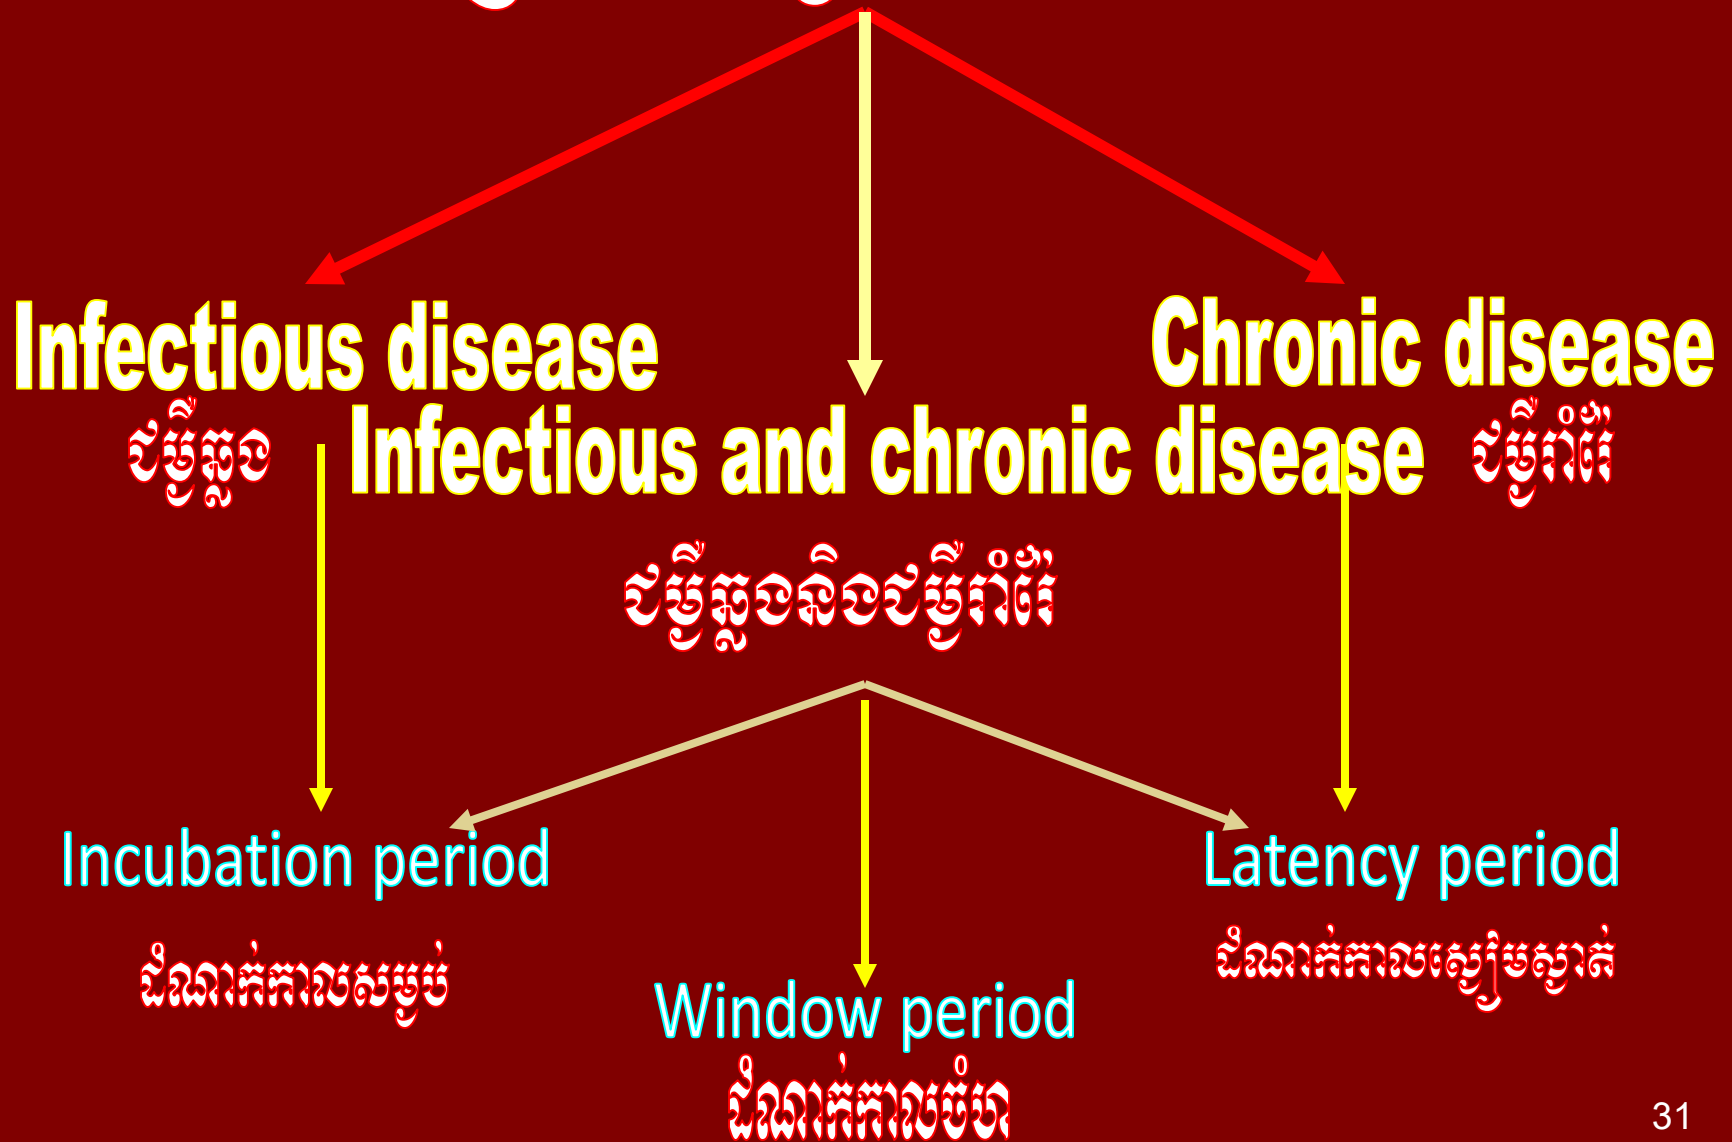 Infectious disease
Chronic disease
ជម្ងឺឆ្លង
Infectious and chronic disease
ជម្ងឺរ៉ាំរ៉ៃ
ជម្ងឺឆ្លងនិងជម្ងឺរ៉ាំរ៉ៃ
Incubation period
Latency period
ដំណាក់កាលសម្ងំ
ដំណាក់កាលស្ងៀមស្ងាត់
Window period
ដំណាក់កាលចំហ
31